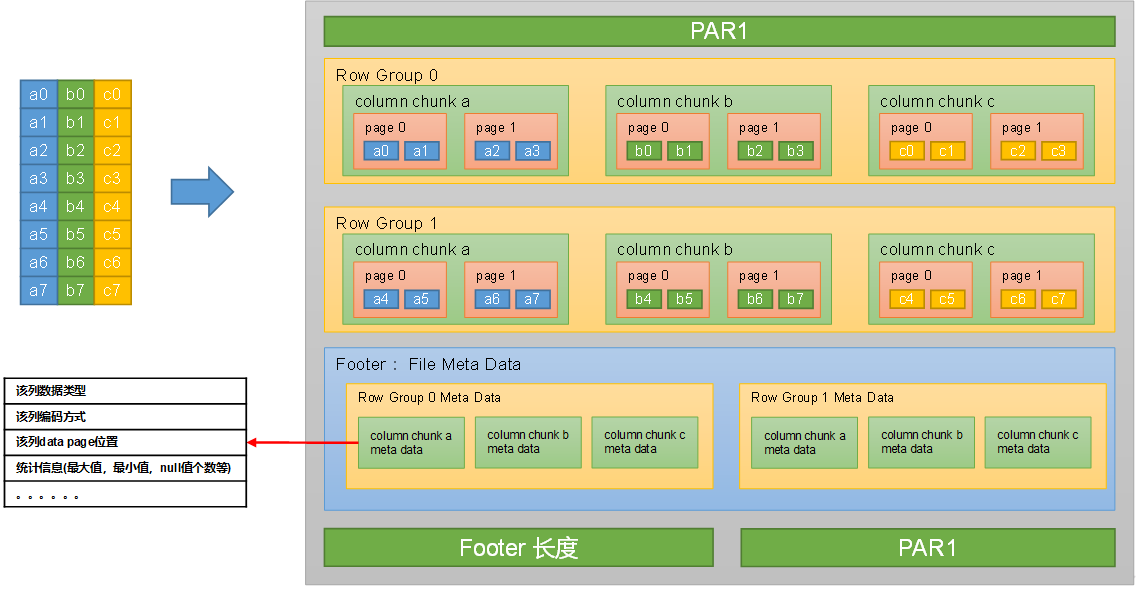 a0 b0 c0
a1 b1 c1
a2 b2 c2
a3 b3 c3
a4 b4 c4
a5 b5 c5
a6 b6 c6
a7 b7 c7
PAR1
Row Group 0
column chunk a
page 0
a0 a1
page 1
a2 a3
column chunk b
page 0
b0 b1
page 1
b2 b3
column chunk c
page 0
c0 c1
page 1
c2 c3
Row Group 1
column chunk a
page 0
a4 a5
page 1
a6 a7
column chunk b
page 0
b4 b5
page 1
b6 b7
column chunk c
page 0
c4 c5
page 1
c6 c7
Footer： File Meta Data
Row Group 0 Meta Data
column chunk a
meta data
column chunk b
meta data
column chunk c
meta data
Row Group 1 Meta Data
column chunk a
meta data
column chunk b
meta data
column chunk c
meta data
该列数据类型
该列编码方式
该列data page位置
统计信息(最大值，最小值，null值个数等)
。。。。。。
Footer 长度
PAR1